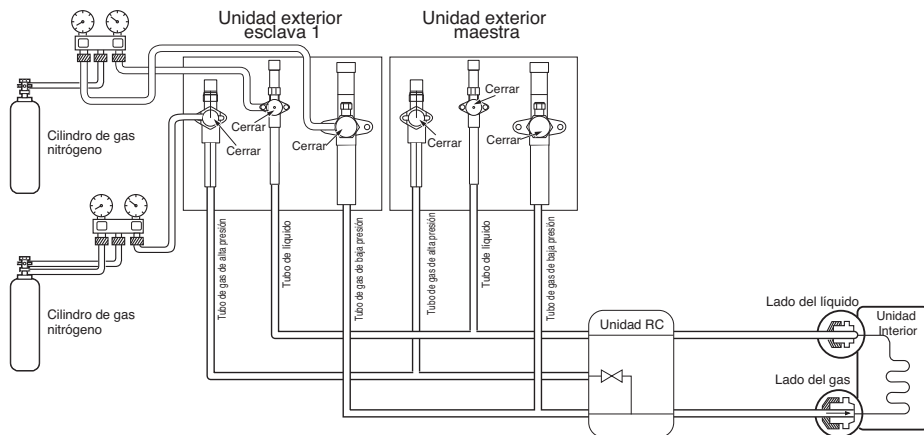 Unidad exterior
esclava 1
Unidad exterior
maestra
Cilindro de gas
nitrógeno
Cerrar
Cerrar
Cerrar
Cerrar
Cerrar
Cerrar
Cilindro de gas
nitrógeno
Tubo de gas de alta presión
Tubo de líquido
Tubo de gas de baja presión
Tubo de gas de alta presión
Tubo de líquido
Tubo de gas de baja presión
Unidad RC
Lado del líquido
Unidad
Interior
Lado del gas